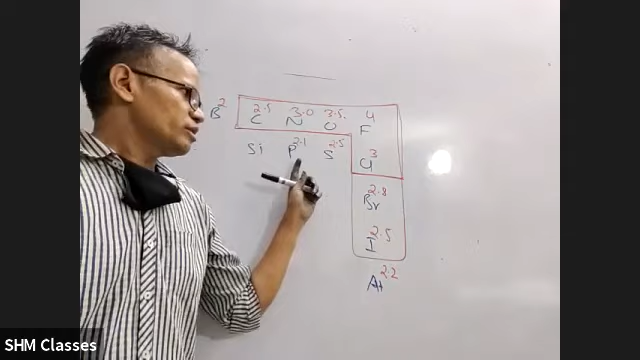 B 2 C 2.5 N 3.0 O 3.5 F 4
Si P 2.1 S 2.5 Cl 3
Br 2.8
I 2.5
At 2.2
SHM Classes